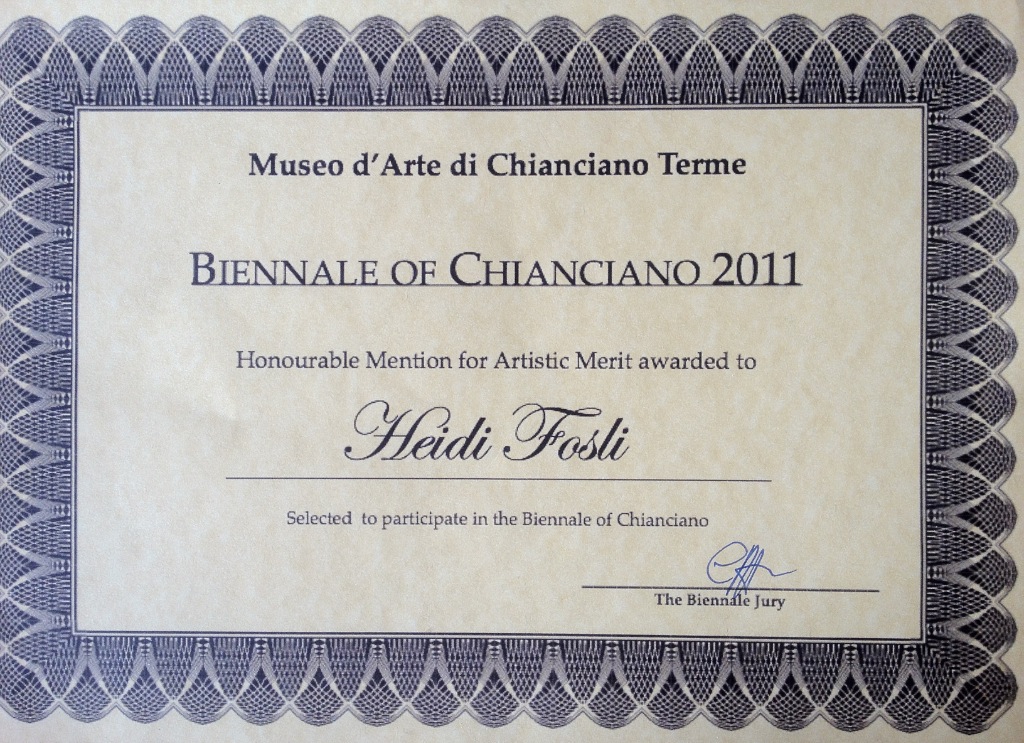 Museo d'Arte di Chianciano Terme
BIENNALE OF CHIANCIANO 2011
Honourable Mention for Artistic Merit awarded to
Heidi Fosli
Selected to participate in the Biennale of Chianciano
The Biennale Jury